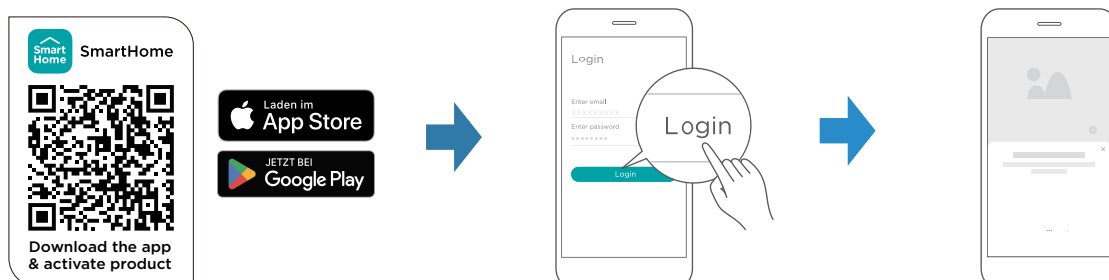 Smart
Home
SmartHome
Download the app
& activate product
Laden im
App Store
JETZT BEI
Google Play
Login
Enter email
Enter password
Login
Login